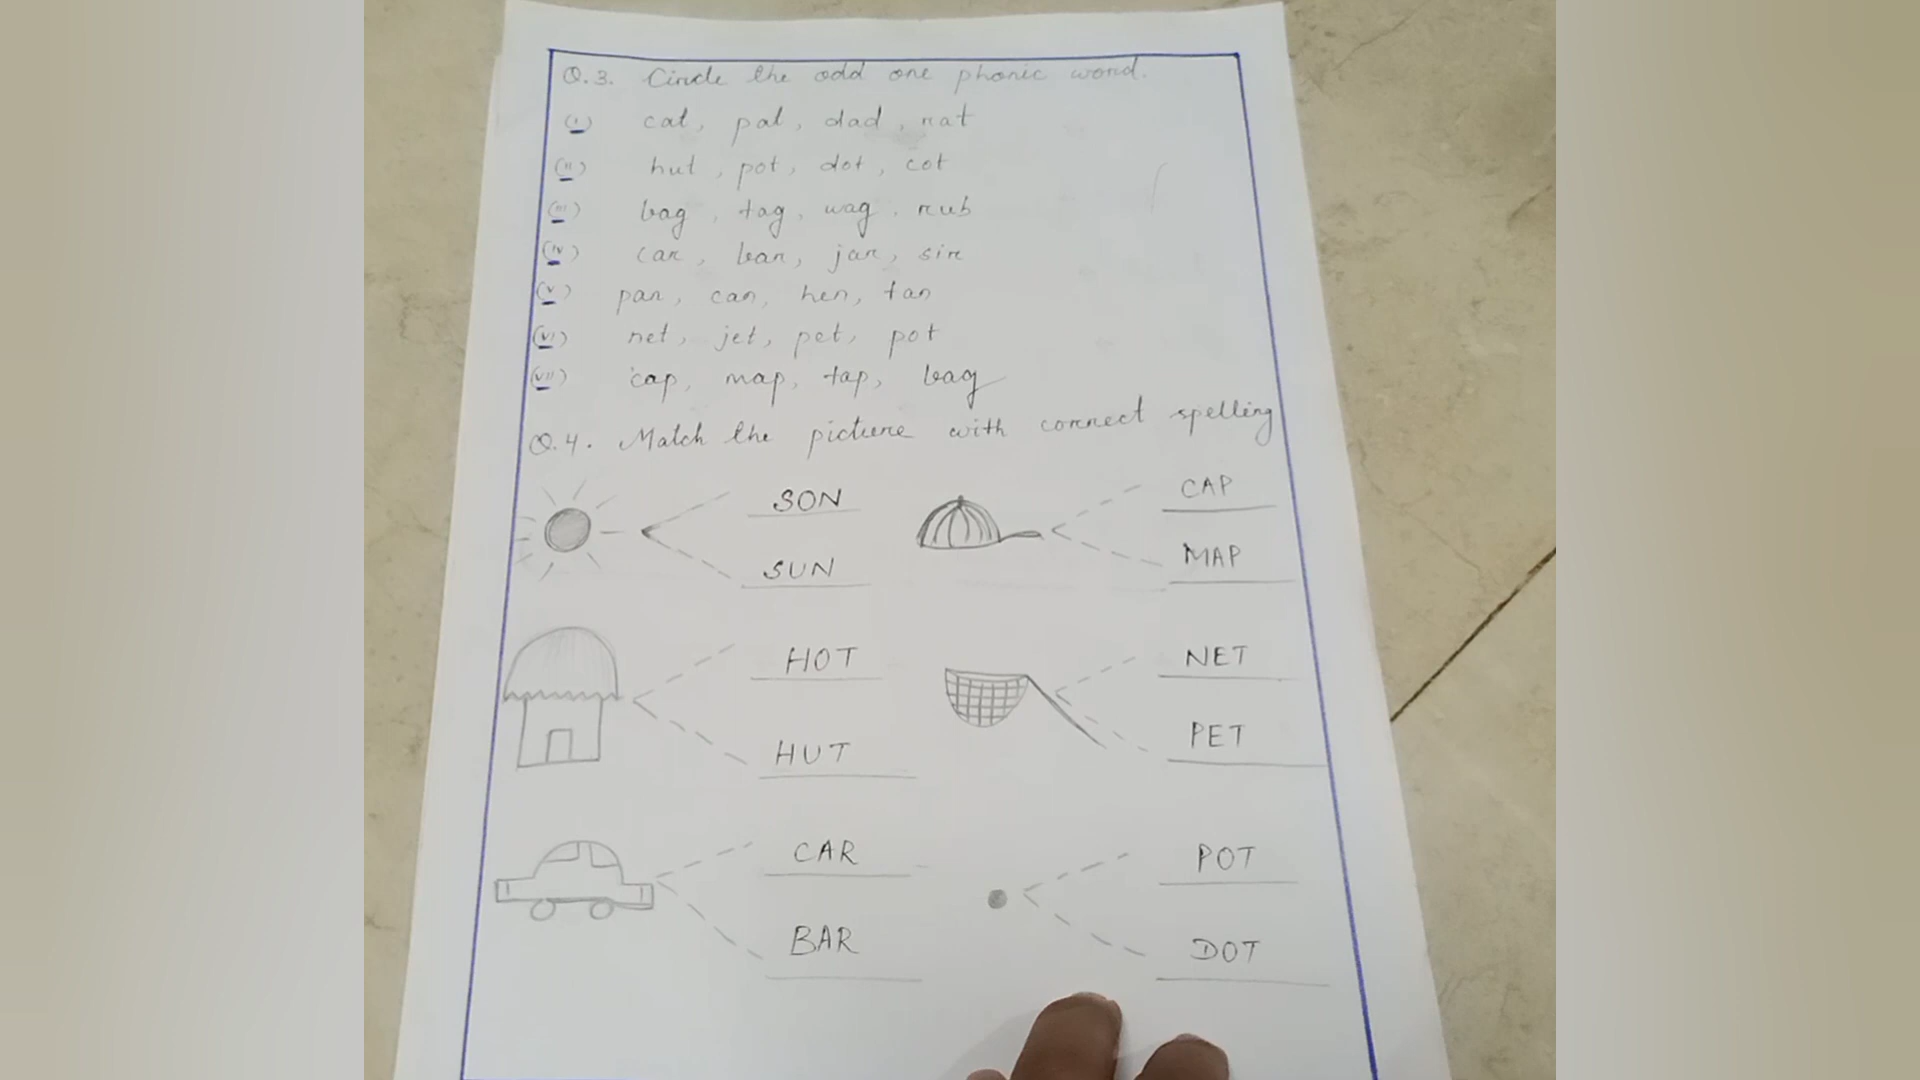 Q.3. Circle the odd one phonic word.
(i) cat, pat, dad, rat
(ii) hut, pot, dot, cot
(iii) bag, tag, wag, rub
(iv) car, bar, jar, sir
(v) pan, can, hen, tan
(vi) net, jet, pet, pot
(vii) cap, map, tap, bag
Q.4. Match the picture with correct spelling
SON CAP
SUN MAP
HOT NET
HUT PET
CAR POT
BAR DOT